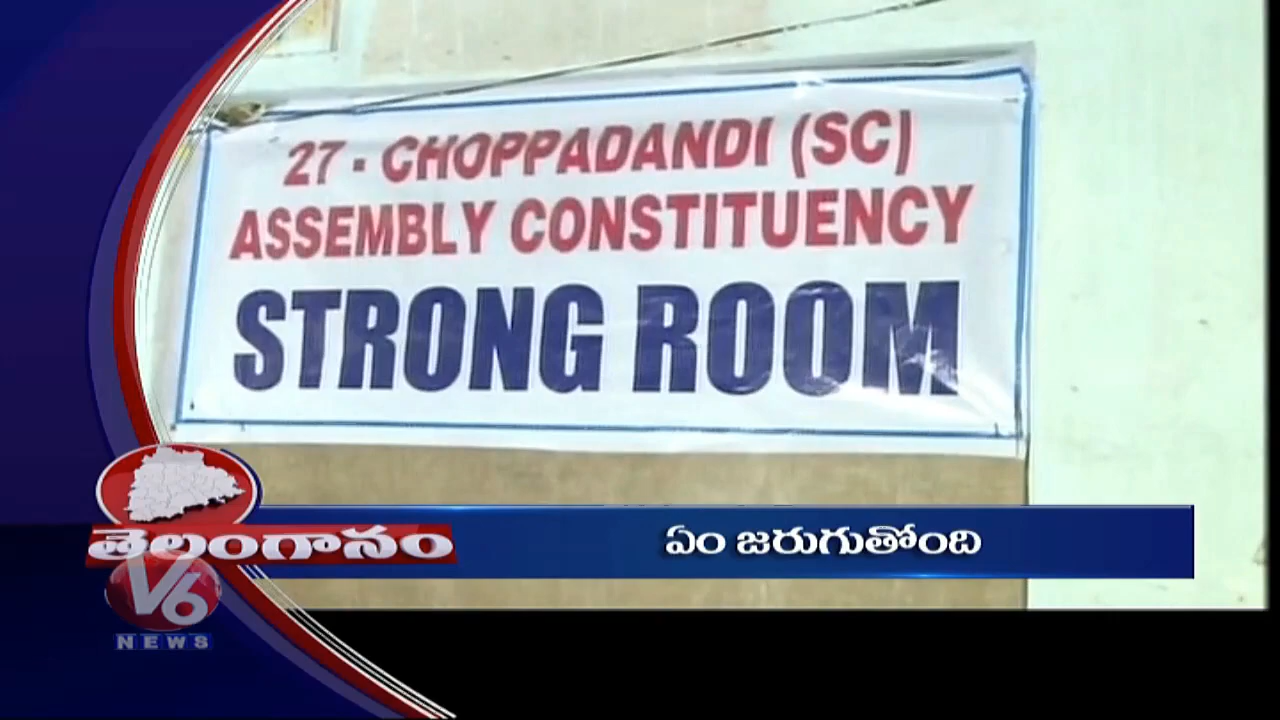 27 - CHOPPADANDI (SC)
ASSEMBLY CONSTITUENCY
STRONG ROOM
ఏం జరుగుతోంది
తెలంగానం
V6
NEWS